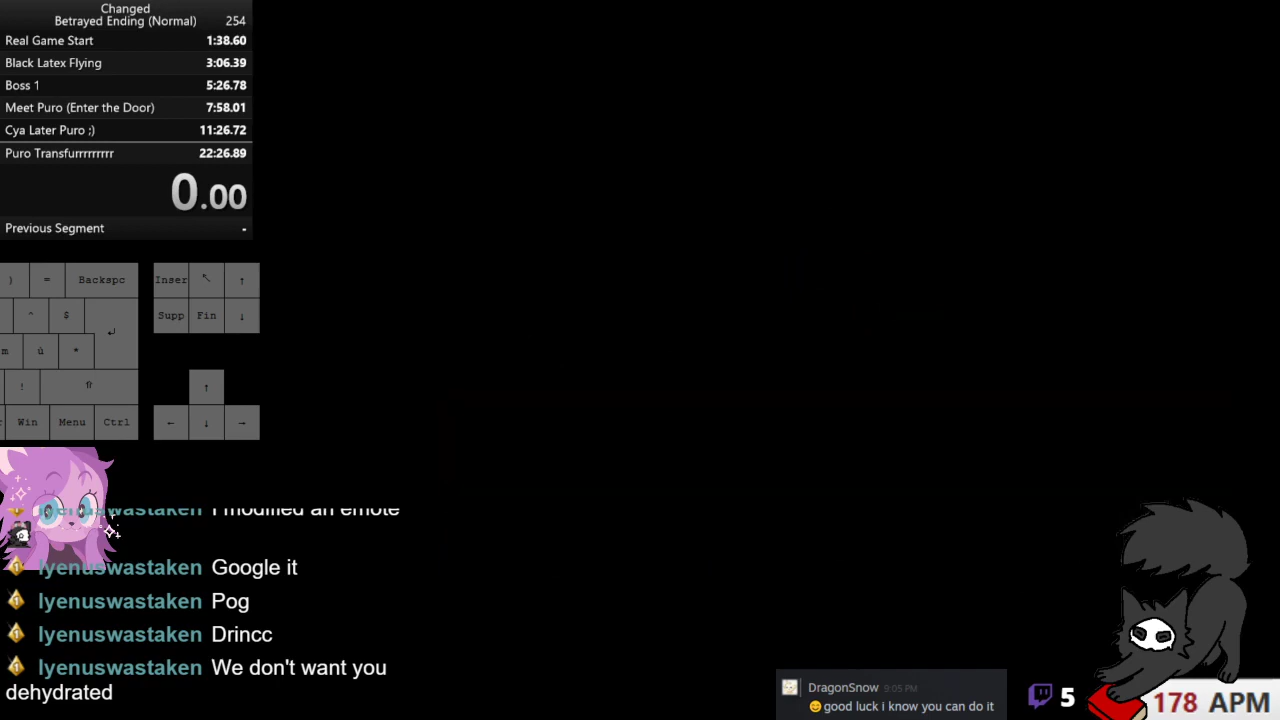 Changed
Betrayed Ending (Normal) 254
Real Game Start 1:38.60
Black Latex Flying 3:06.39
Boss 1 5:26.78
Meet Puro (Enter the Door) 7:58.01
Cya Later Puro ;) 11:26.72
Puro Transfurrrrrrrrr 22:26.89
0.00
Previous Segment -
) = Backspc Inser ↖ ↑
^ $ ↵ Supp Fin ↓
m ù *
! ⇧ ↑
Win Menu Ctrl ← ↓ →
lyenuswastaken I modified an emote
lyenuswastaken Google it
lyenuswastaken Pog
lyenuswastaken Drincc
lyenuswastaken We don't want you
dehydrated
DragonSnow 9:05 PM
😊good luck i know you can do it
5
178 APM